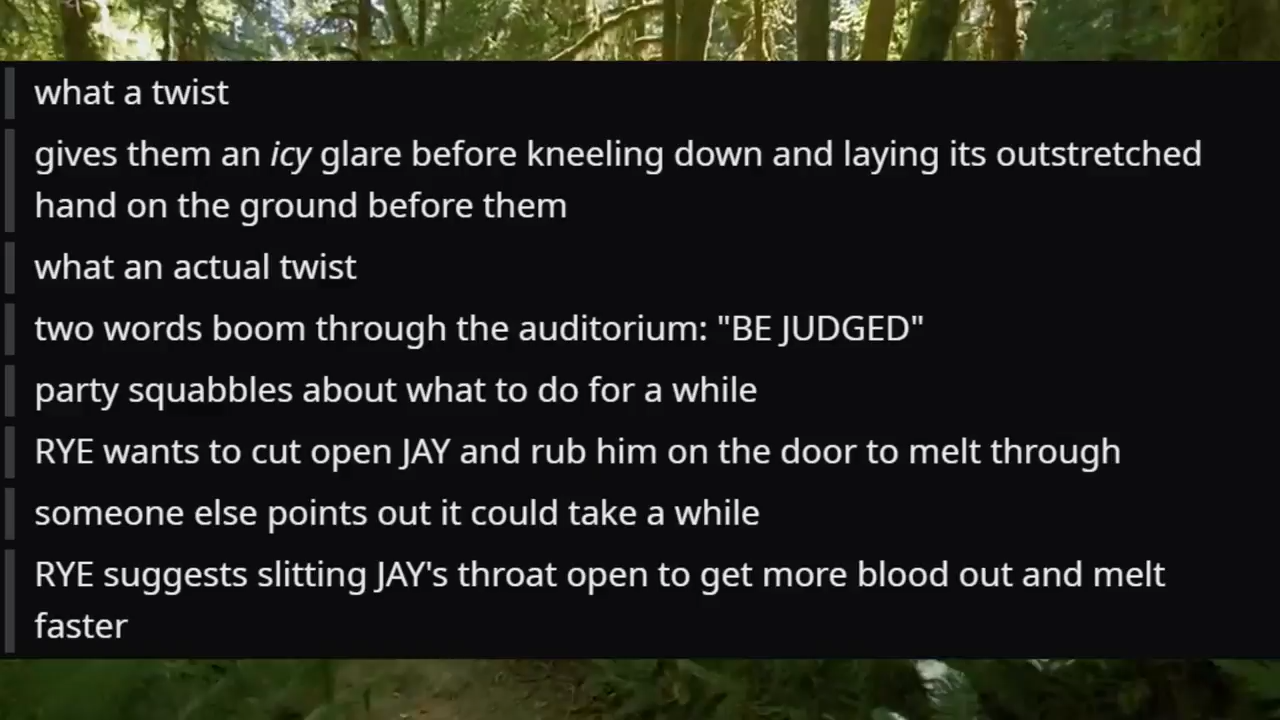 what a twist
gives them an icy glare before kneeling down and laying its outstretched
hand on the ground before them
what an actual twist
two words boom through the auditorium: "BE JUDGED"
party squabbles about what to do for a while
RYE wants to cut open JAY and rub him on the door to melt through
someone else points out it could take a while
RYE suggests slitting JAY's throat open to get more blood out and melt
faster